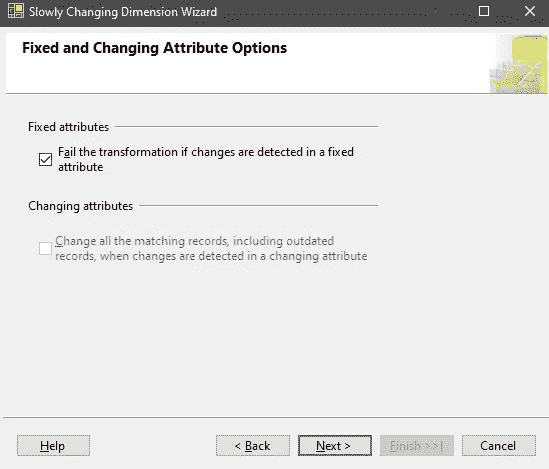 Slowly Changing Dimension Wizard
Fixed and Changing Attribute Options
Fixed attributes
Fail the transformation if changes are detected in a fixed
attribute
Changing attributes
Change all the matching records, including outdated
records, when changes are detected in a changing attribute
Help
< Back
Next >
Finish >>|
Cancel